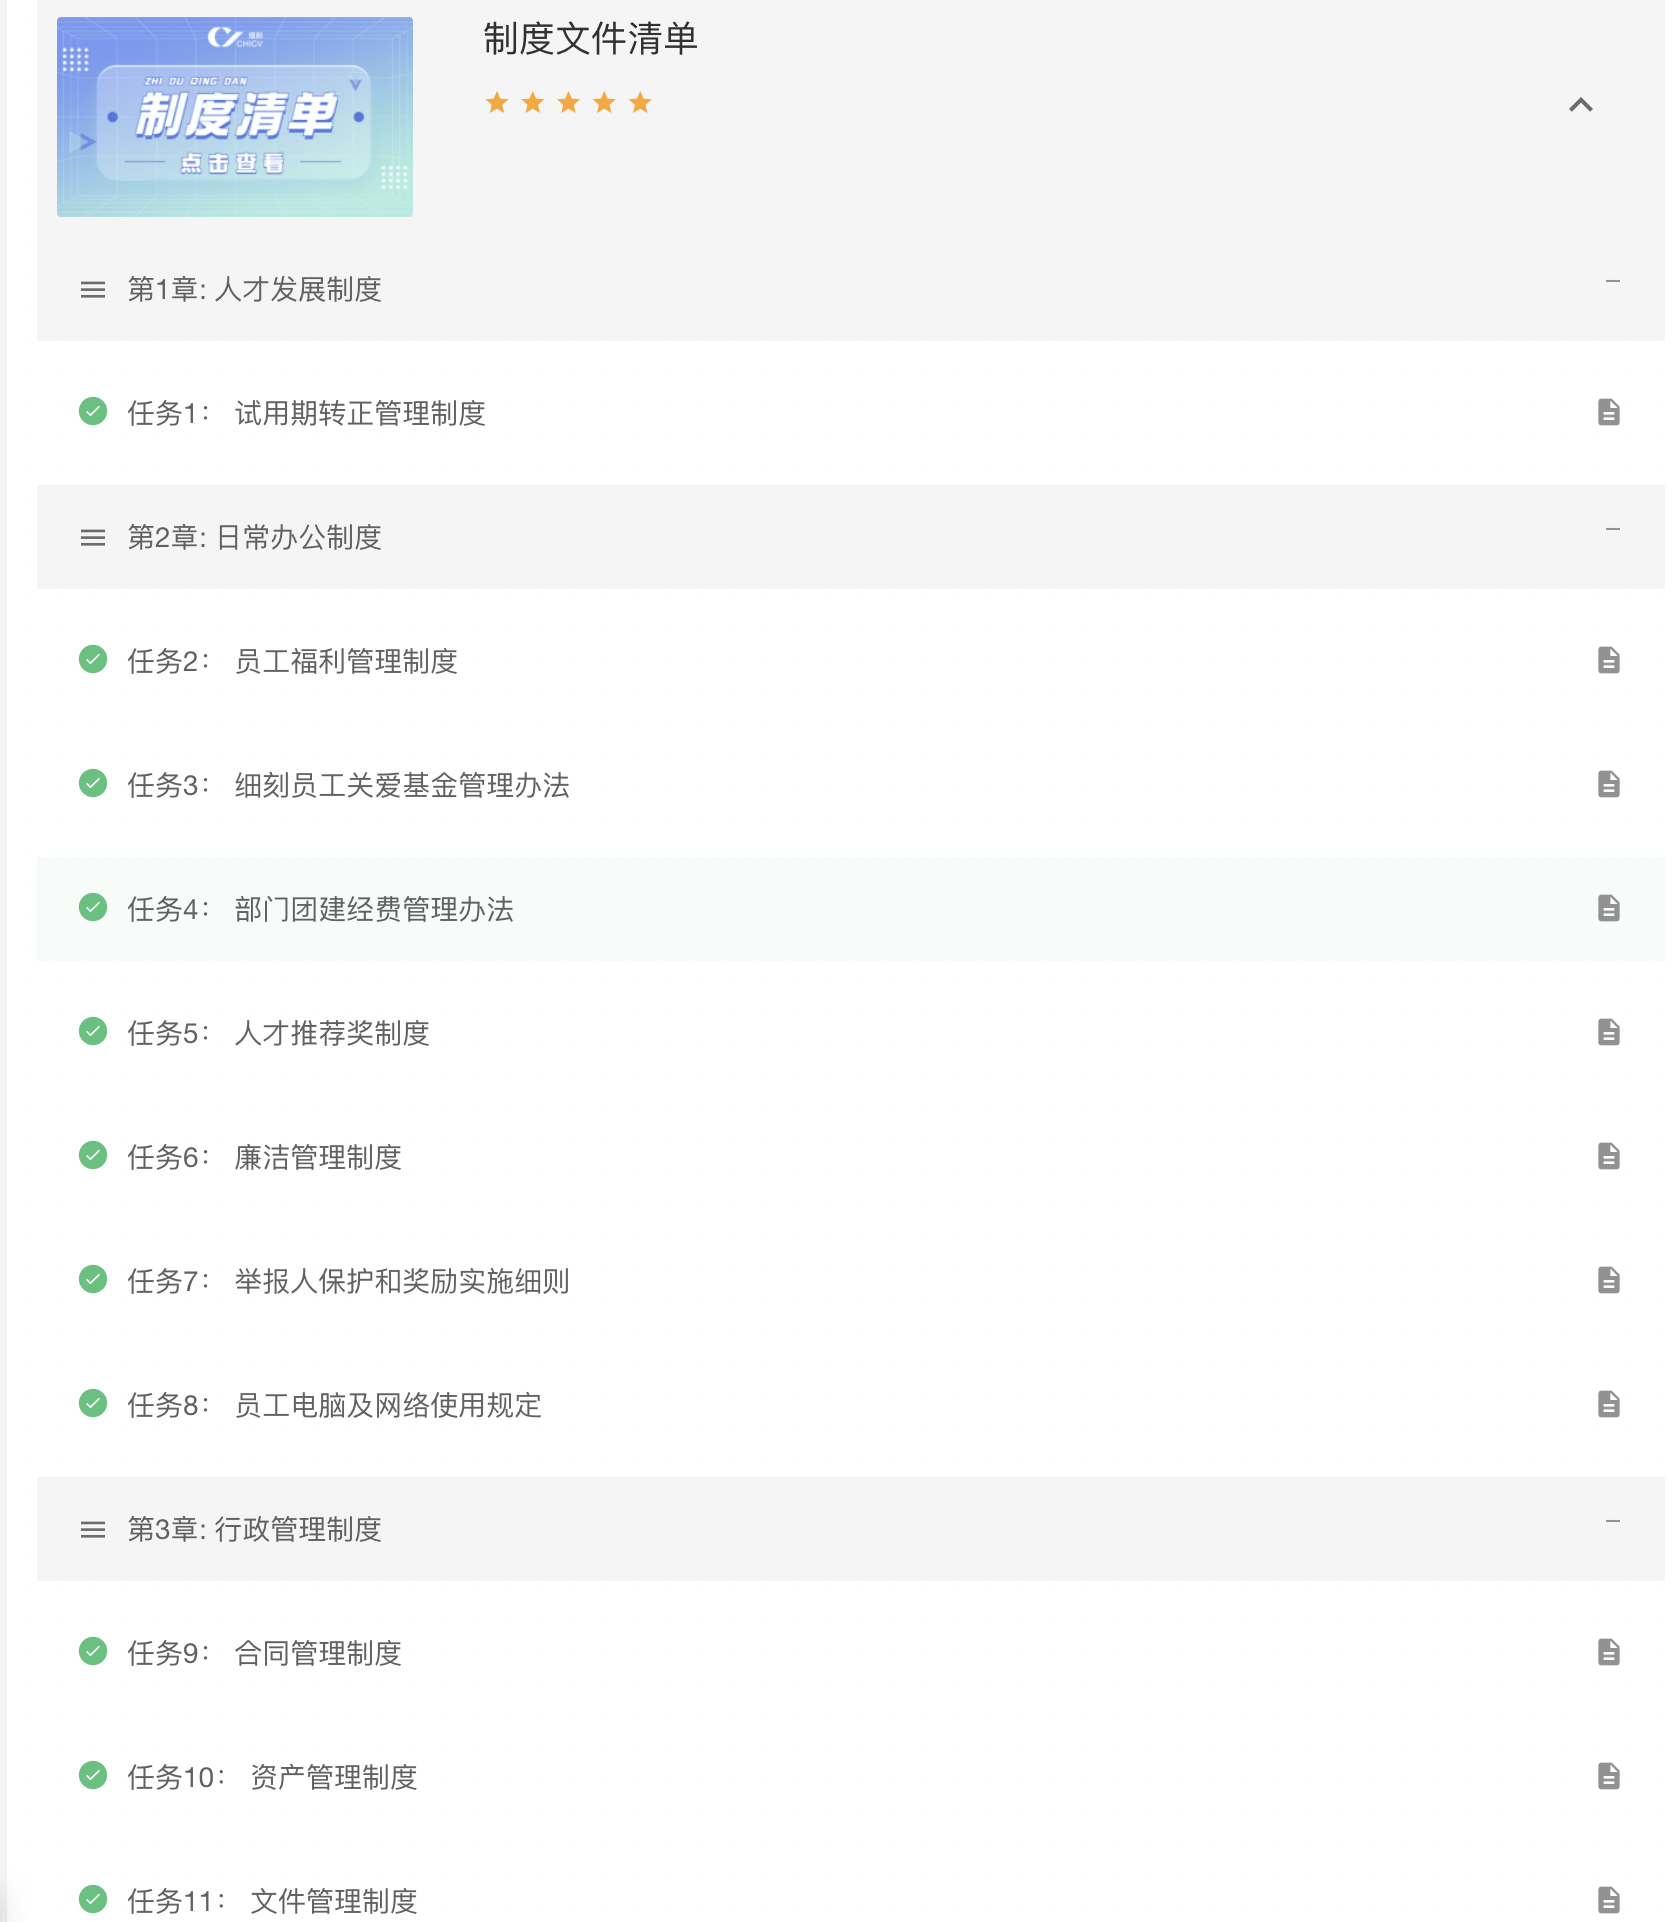 CHICV
制度文件清单
ZHI DU QING DAN
制度清单
点击查看
第1章: 人才发展制度
任务1： 试用期转正管理制度
第2章: 日常办公制度
任务2： 员工福利管理制度
任务3： 细刻员工关爱基金管理办法
任务4： 部门团建经费管理办法
任务5： 人才推荐奖制度
任务6： 廉洁管理制度
任务7： 举报人保护和奖励实施细则
任务8： 员工电脑及网络使用规定
第3章: 行政管理制度
任务9： 合同管理制度
任务10： 资产管理制度
任务11： 文件管理制度